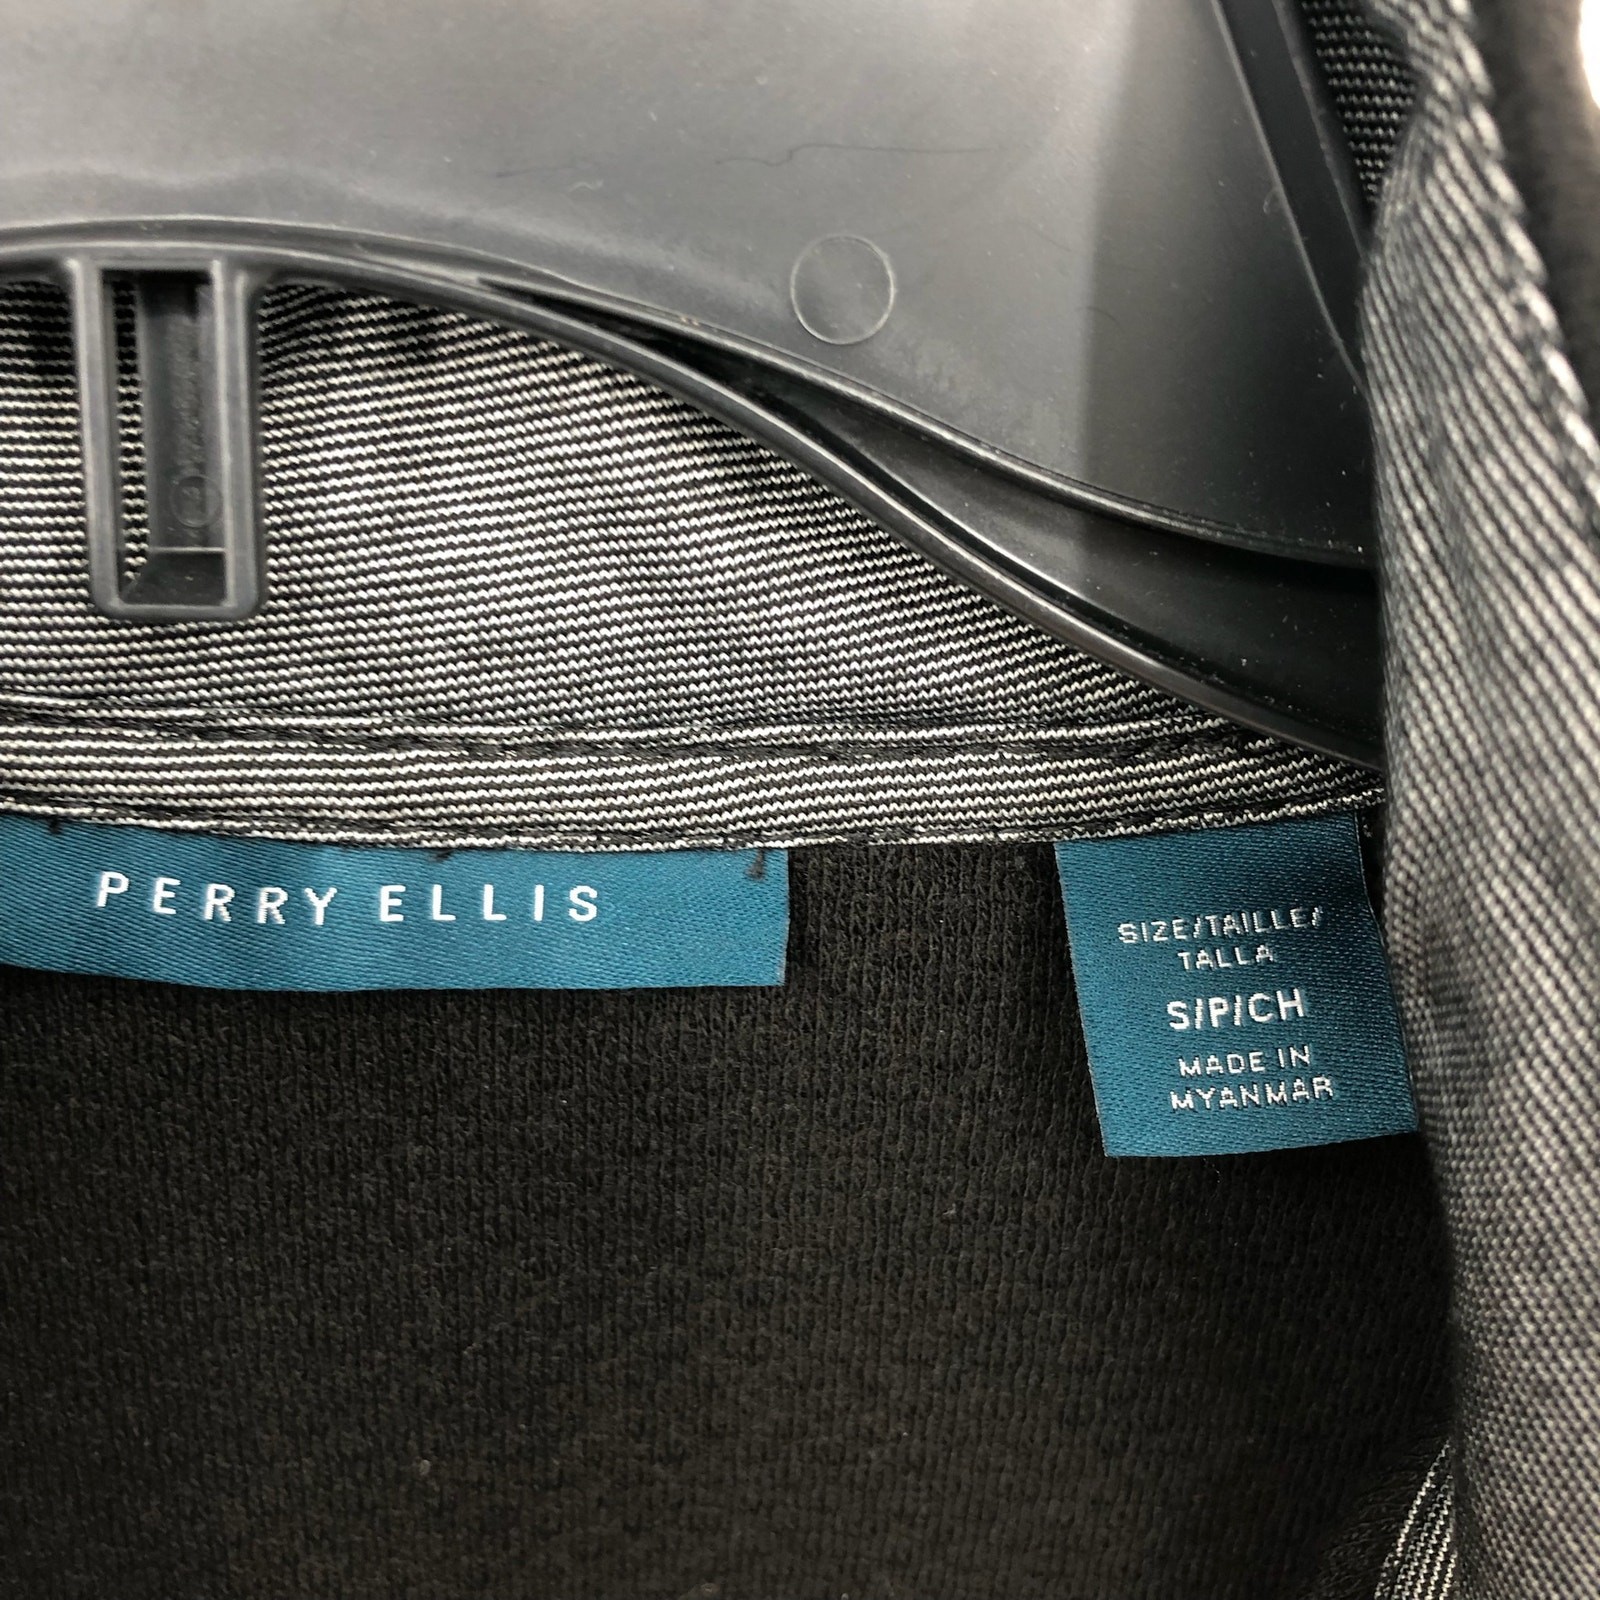 PERRY ELLIS
SIZE/TAILLE/
TALLA
S/P/CH
MADE IN
MYANMAR